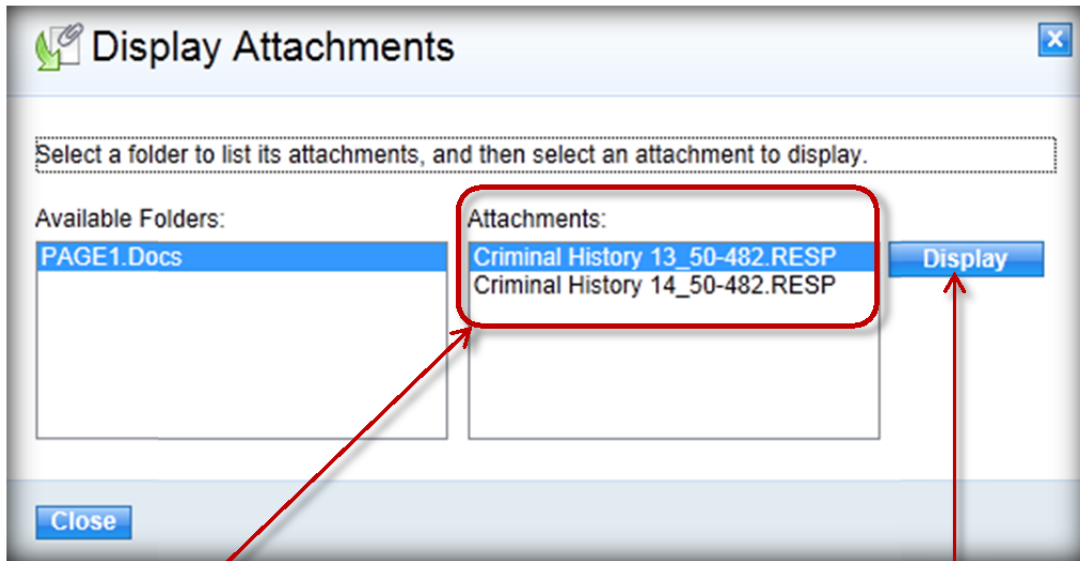 Display Attachments
Select a folder to list its attachments, and then select an attachment to display.
Available Folders:
Attachments:
PAGE1.Docs
Criminal History 13_50-482.RESP
Display
Criminal History 14_50-482.RESP
Close